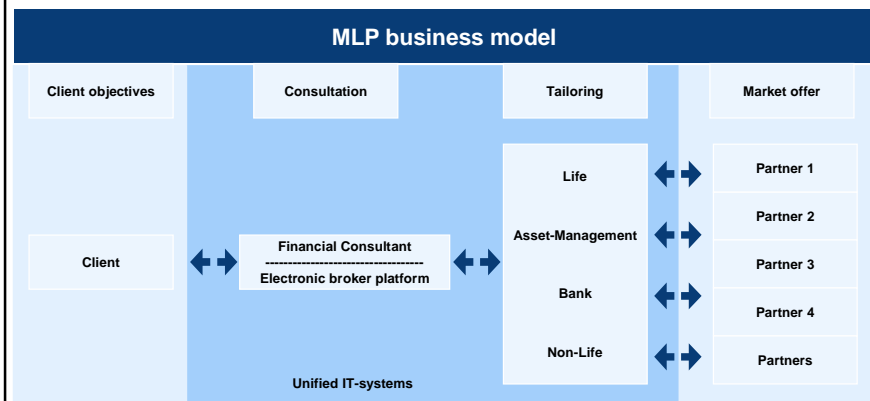 MLP business model
Client objectives
Consultation
Tailoring
Market offer
Client
Financial Consultant
-----------------------------------
Electronic broker platform
Life
Asset-Management
Bank
Non-Life
Partner 1
Partner 2
Partner 3
Partner 4
Partners
Unified IT-systems